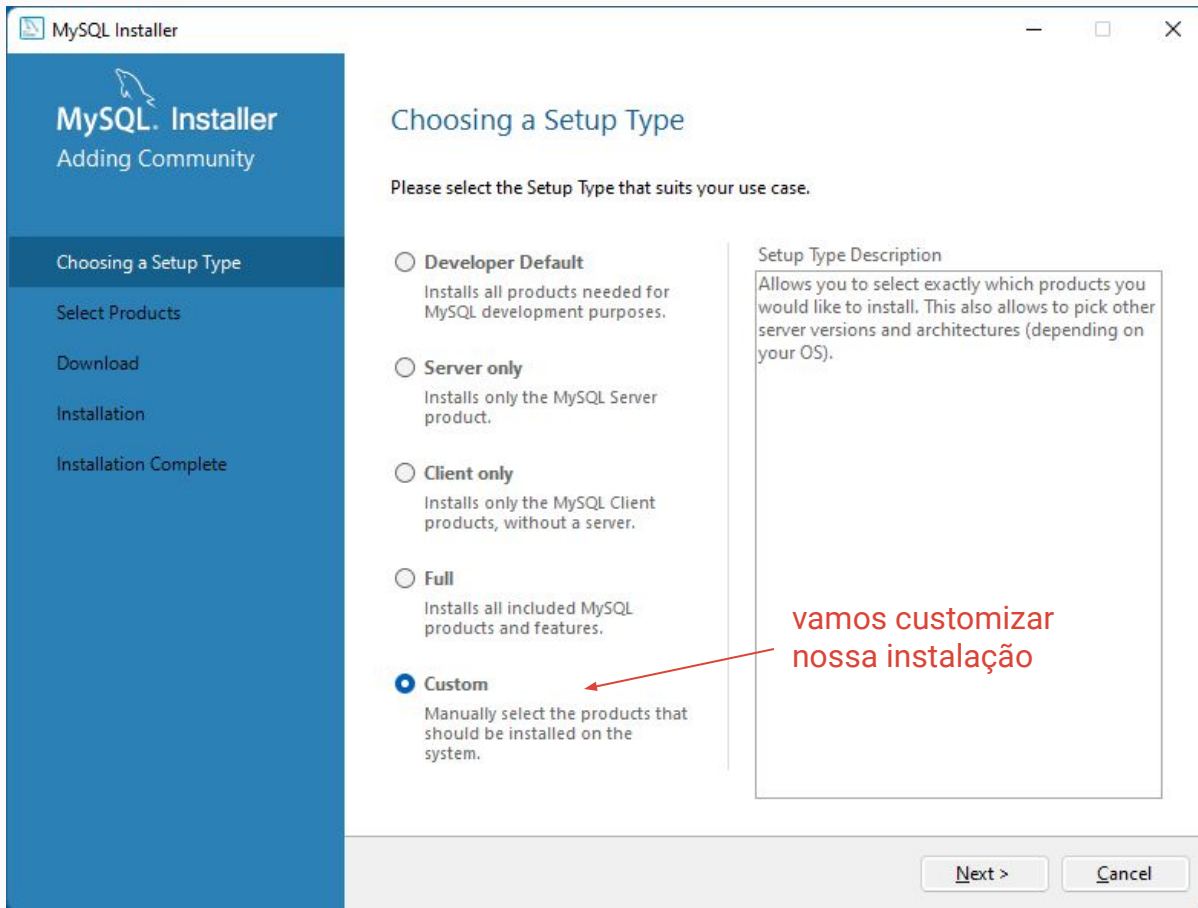 MySQL Installer
MySQL. Installer
Adding Community
Choosing a Setup Type
Select Products
Download
Installation
Installation Complete
Choosing a Setup Type
Please select the Setup Type that suits your use case.
Developer Default
Installs all products needed for
MySQL development purposes.
Server only
Installs only the MySQL Server
product.
Client only
Installs only the MySQL Client
products, without a server.
Full
Installs all included MySQL
products and features.
Custom
Manually select the products that
should be installed on the
system.
Setup Type Description
Allows you to select exactly which products you
would like to install. This also allows to pick other
server versions and architectures (depending on
your OS).
vamos customizar
nossa instalação
Next >
Cancel